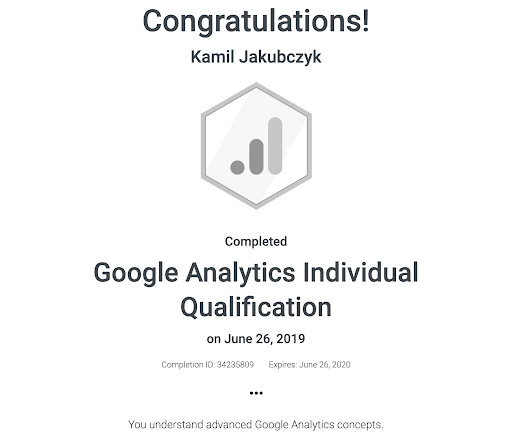 Congratulations!
Kamil Jakubczyk
Completed
Google Analytics Individual
Qualification
on June 26, 2019
Completion ID: 34235809 Expires: June 26, 2020
...
You understand advanced Google Analytics concepts.